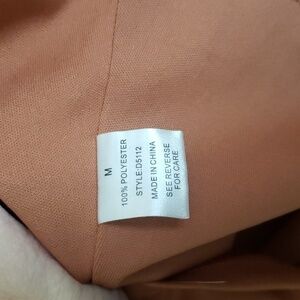 M
100% POLYESTER
STYLE:D5112
MADE IN CHINA
SEE REVERSE
FOR CARE